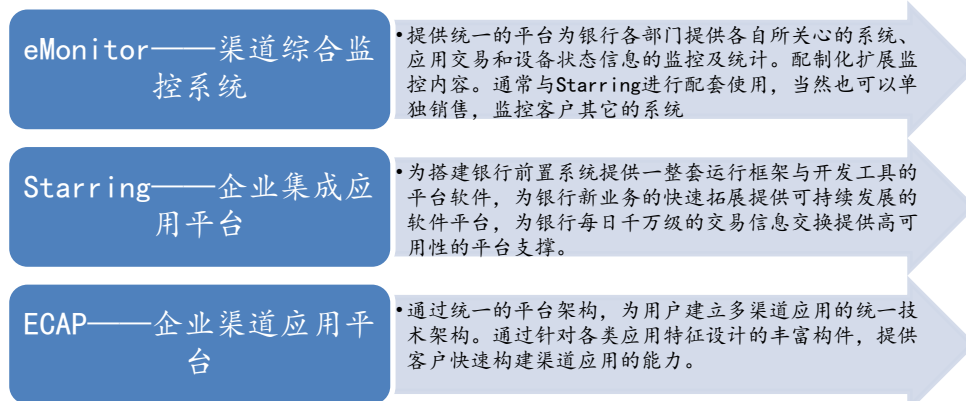 eMonitor——渠道综合监
控系统
•提供统一的平台为银行各部门提供各自所关心的系统、
应用交易和设备状态信息的监控及统计。配制化扩展监
控内容。通常与Starring进行配套使用，当然也可以单
独销售，监控客户其它的系统
Starring——企业集成应
用平台
•为搭建银行前置系统提供一整套运行框架与开发工具的
平台软件，为银行新业务的快速拓展提供可持续发展的
软件平台，为银行每日千万级的交易信息交换提供高可
用性的平台支撑。
ECAP——企业渠道应用平
台
•通过统一的平台架构，为用户建立多渠道应用的统一技
术架构。通过针对各类应用特征设计的丰富构件，提供
客户快速构建渠道应用的能力。